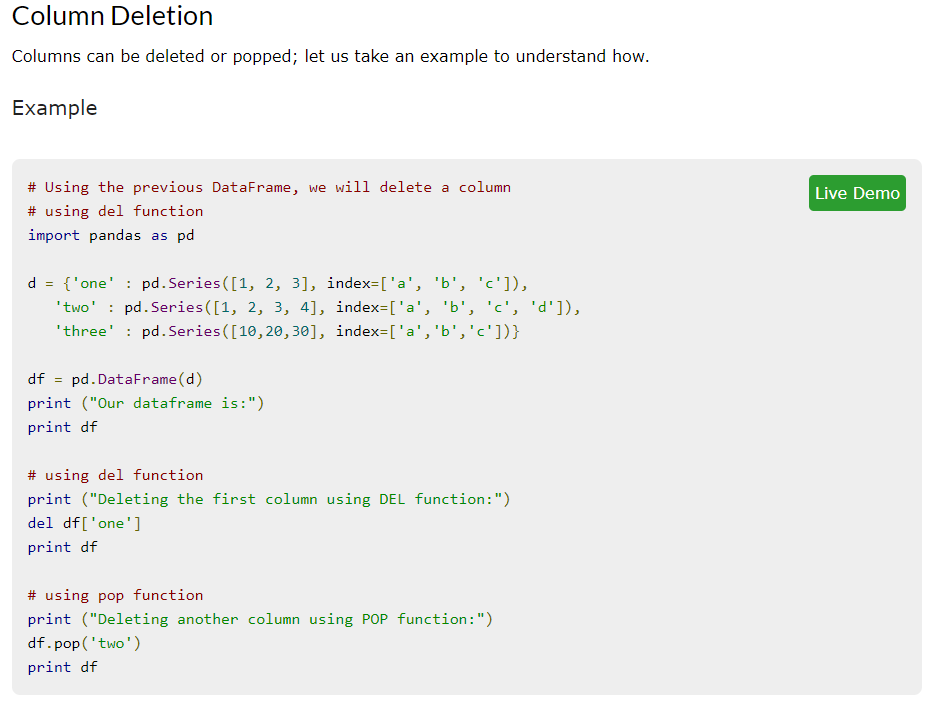 Column Deletion
Columns can be deleted or popped; let us take an example to understand how.
Example
Live Demo
# Using the previous DataFrame, we will delete a column
# using del function
import pandas as pd

d = {'one' : pd.Series([1, 2, 3], index=['a', 'b', 'c']),
   'two' : pd.Series([1, 2, 3, 4], index=['a', 'b', 'c', 'd']),
   'three' : pd.Series([10,20,30], index=['a','b','c'])}

df = pd.DataFrame(d)
print ("Our dataframe is:")
print df

# using del function
print ("Deleting the first column using DEL function:")
del df['one']
print df

# using pop function
print ("Deleting another column using POP function:")
df.pop('two')
print df